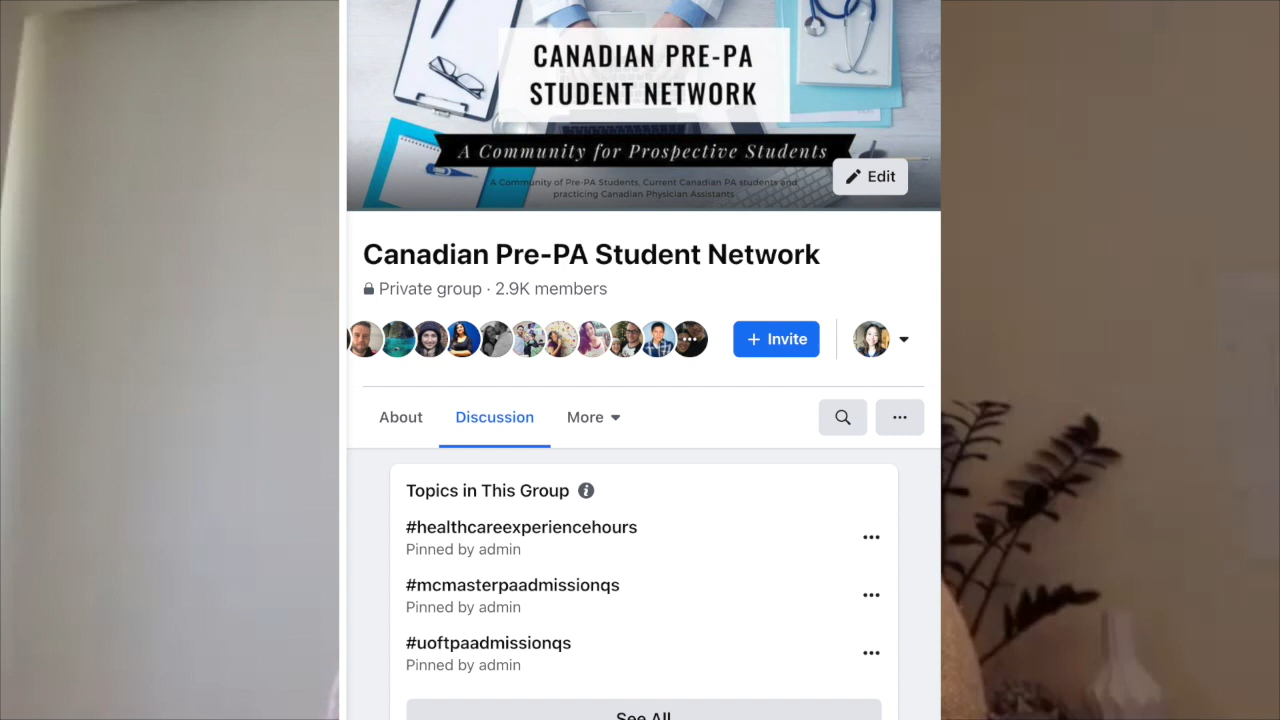 CANADIAN PRE-PA
STUDENT NETWORK
A Community for Prospective Students
A Community of Pre-PA Students, Current Canadian PA students and
practicing Canadian Physician Assistants
Edit
Canadian Pre-PA Student Network
Private group · 2.9K members
+ Invite
About Discussion More
Topics in This Group
#healthcareexperiencehours
Pinned by admin
#mcmasterpaadmissionqs
Pinned by admin
#uoftpaadmissionqs
Pinned by admin
See All